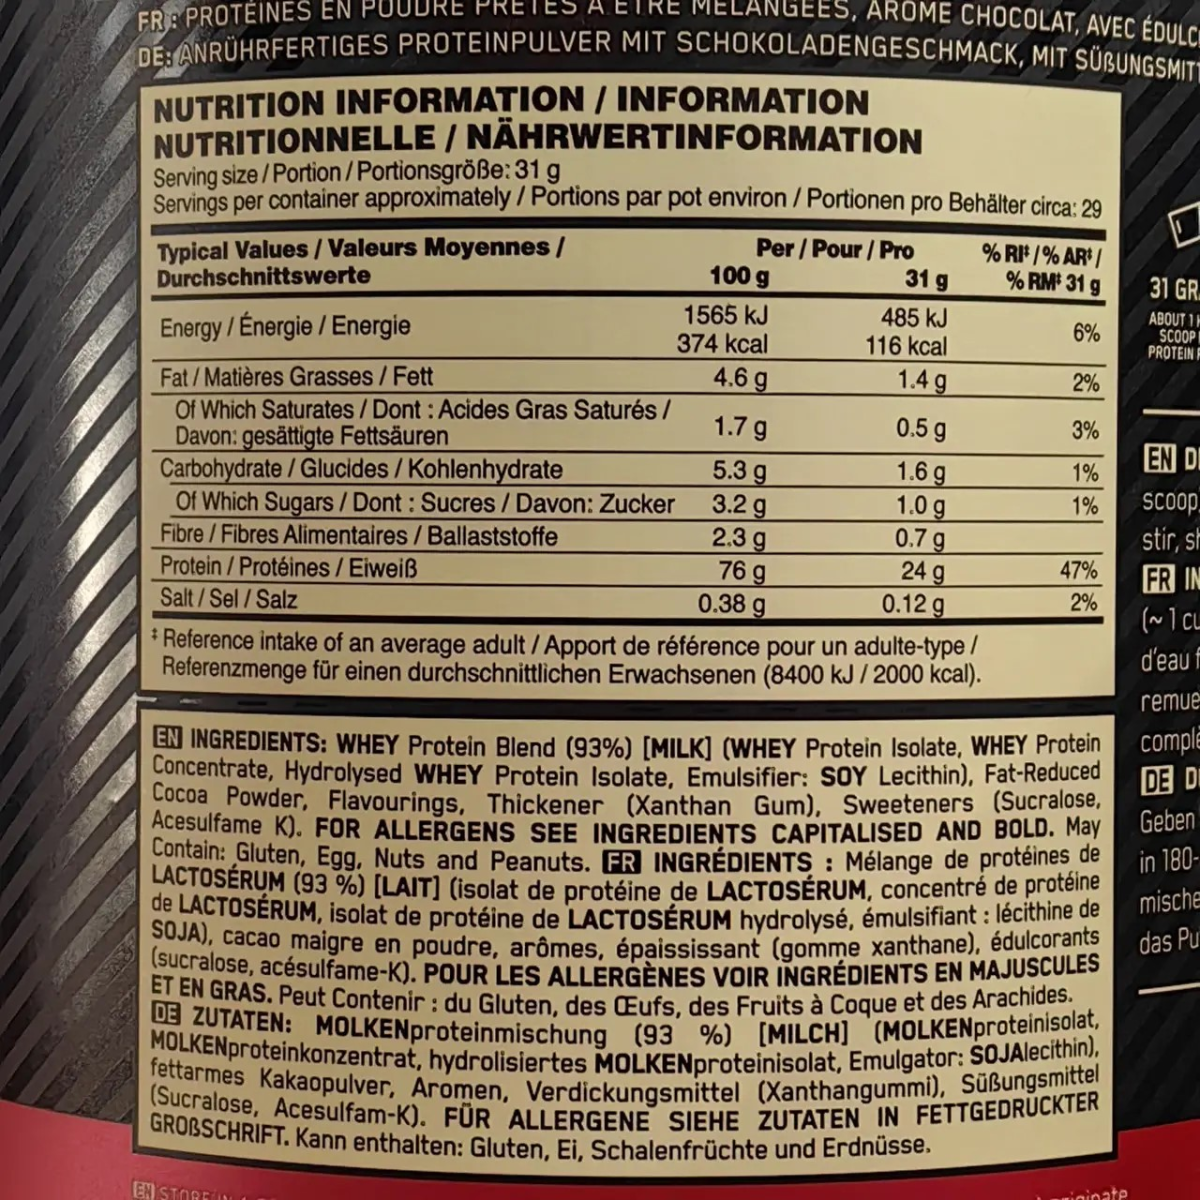 FR: PROTÉINES EN POUDRE PRÊTES À ÊTRE MÉLANGÉES, ARÔME CHOCOLAT, AVEC ÉDULC
DE: ANRÜHRFERTIGES PROTEINPULVER MIT SCHOKOLADENGESCHMACK, MIT SÜßUNGSMIT
NUTRITION INFORMATION / INFORMATION
NUTRITIONNELLE / NÄHRWERTINFORMATION
Serving size / Portion / Portionsgröße: 31 g
Servings per container approximately / Portions par pot environ / Portionen pro Behälter circa: 29
Typical Values / Valeurs Moyennes / Per / Pour / Pro % RI‡ / % AR‡ /
Durchschnittswerte 100 g 31 g % RM‡ 31 g
Energy / Énergie / Energie 1565 kJ 485 kJ 6%
374 kcal 116 kcal
Fat / Matières Grasses / Fett 4.6 g 1.4 g 2%
Of Which Saturates / Dont : Acides Gras Saturés /
Davon: gesättigte Fettsäuren 1.7 g 0.5 g 3%
Carbohydrate / Glucides / Kohlenhydrate 5.3 g 1.6 g 1%
Of Which Sugars / Dont : Sucres / Davon: Zucker 3.2 g 1.0 g 1%
Fibre / Fibres Alimentaires / Ballaststoffe 2.3 g 0.7 g
Protein / Protéines / Eiweiß 76 g 24 g 47%
Salt / Sel / Salz 0.38 g 0.12 g 2%
‡ Reference intake of an average adult / Apport de référence pour un adulte-type /
Referenzmenge für einen durchschnittlichen Erwachsenen (8400 kJ / 2000 kcal).
EN INGREDIENTS: WHEY Protein Blend (93%) [MILK] (WHEY Protein Isolate, WHEY Protein
Concentrate, Hydrolysed WHEY Protein Isolate, Emulsifier: SOY Lecithin), Fat-Reduced
Cocoa Powder, Flavourings, Thickener (Xanthan Gum), Sweeteners (Sucralose,
Acesulfame K). FOR ALLERGENS SEE INGREDIENTS CAPITALISED AND BOLD. May
Contain: Gluten, Egg, Nuts and Peanuts. FR INGRÉDIENTS : Mélange de protéines de
LACTOSÉRUM (93 %) [LAIT] (isolat de protéine de LACTOSÉRUM, concentré de protéine
de LACTOSÉRUM, isolat de protéine de LACTOSÉRUM hydrolysé, émulsifiant : lécithine de
SOJA), cacao maigre en poudre, arômes, épaississant (gomme xanthane), édulcorants
(sucralose, acésulfame-K). POUR LES ALLERGÈNES VOIR INGRÉDIENTS EN MAJUSCULES
ET EN GRAS. Peut Contenir : du Gluten, des Œufs, des Fruits à Coque et des Arachides.
DE ZUTATEN: MOLKENproteinmischung (93 %) [MILCH] (MOLKENproteinisolat,
MOLKENproteinkonzentrat, hydrolisiertes MOLKENproteinisolat, Emulgator: SOJAlecithin),
fettarmes Kakaopulver, Aromen, Verdickungsmittel (Xanthangummi), Süßungsmittel
(Sucralose, Acesulfam-K). FÜR ALLERGENE SIEHE ZUTATEN IN FETTGEDRUCKTER
GROßSCHRIFT. Kann enthalten: Gluten, Ei, Schalenfrüchte und Erdnüsse.
31 GR
ABOUT 1
SCOOP
PROTEIN
EN D
scoop
stir, s
FR IN
(~ 1 cu
d'eau f
remue
complè
DE D
Geben
in 180-
mische
das Pu
EN STORE